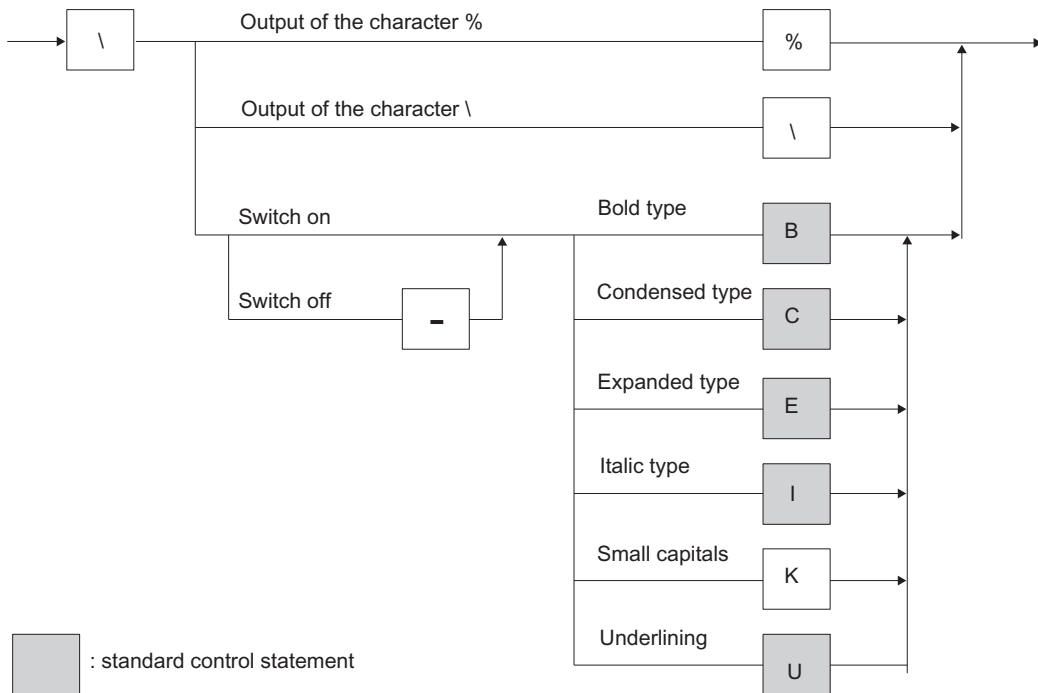 Output of the character %
\
%
Output of the character \
\
Switch on
Bold type
B
Switch off
-
Condensed type
C
Expanded type
E
Italic type
I
Small capitals
K
Underlining
U
: standard control statement